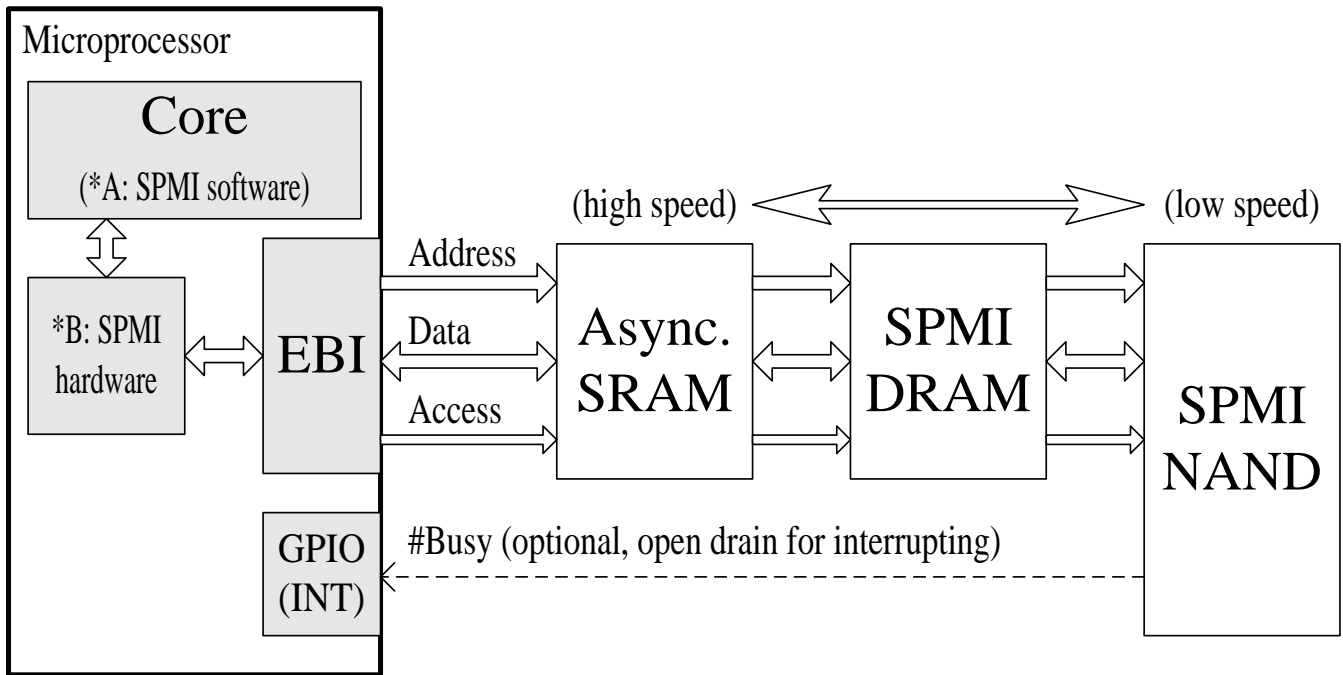 Microprocessor
Core
(*A: SPMI software)
*B: SPMI
hardware
EBI
GPIO
(INT)
Address
Data
Access
(high speed)
(low speed)
Async.
SRAM
SPMI
DRAM
SPMI
NAND
#Busy (optional, open drain for interrupting)